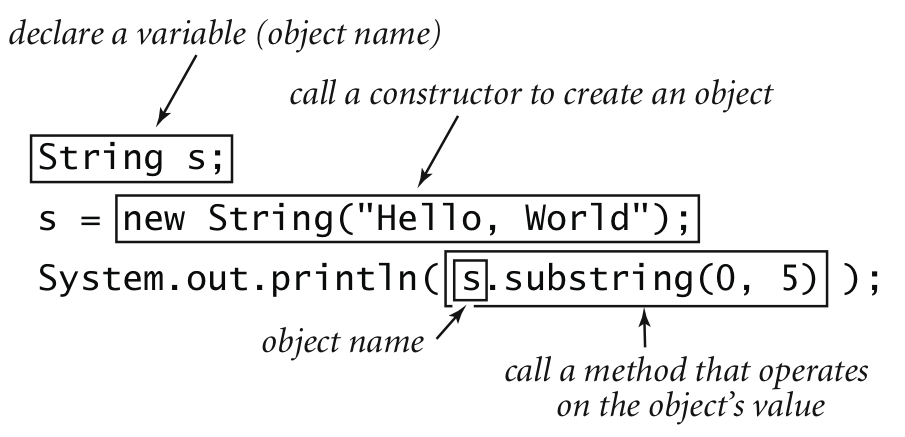 declare a variable (object name)
call a constructor to create an object
String s;
s = new String("Hello, World");
System.out.println( s.substring(0, 5) );
object name
call a method that operates
on the object's value